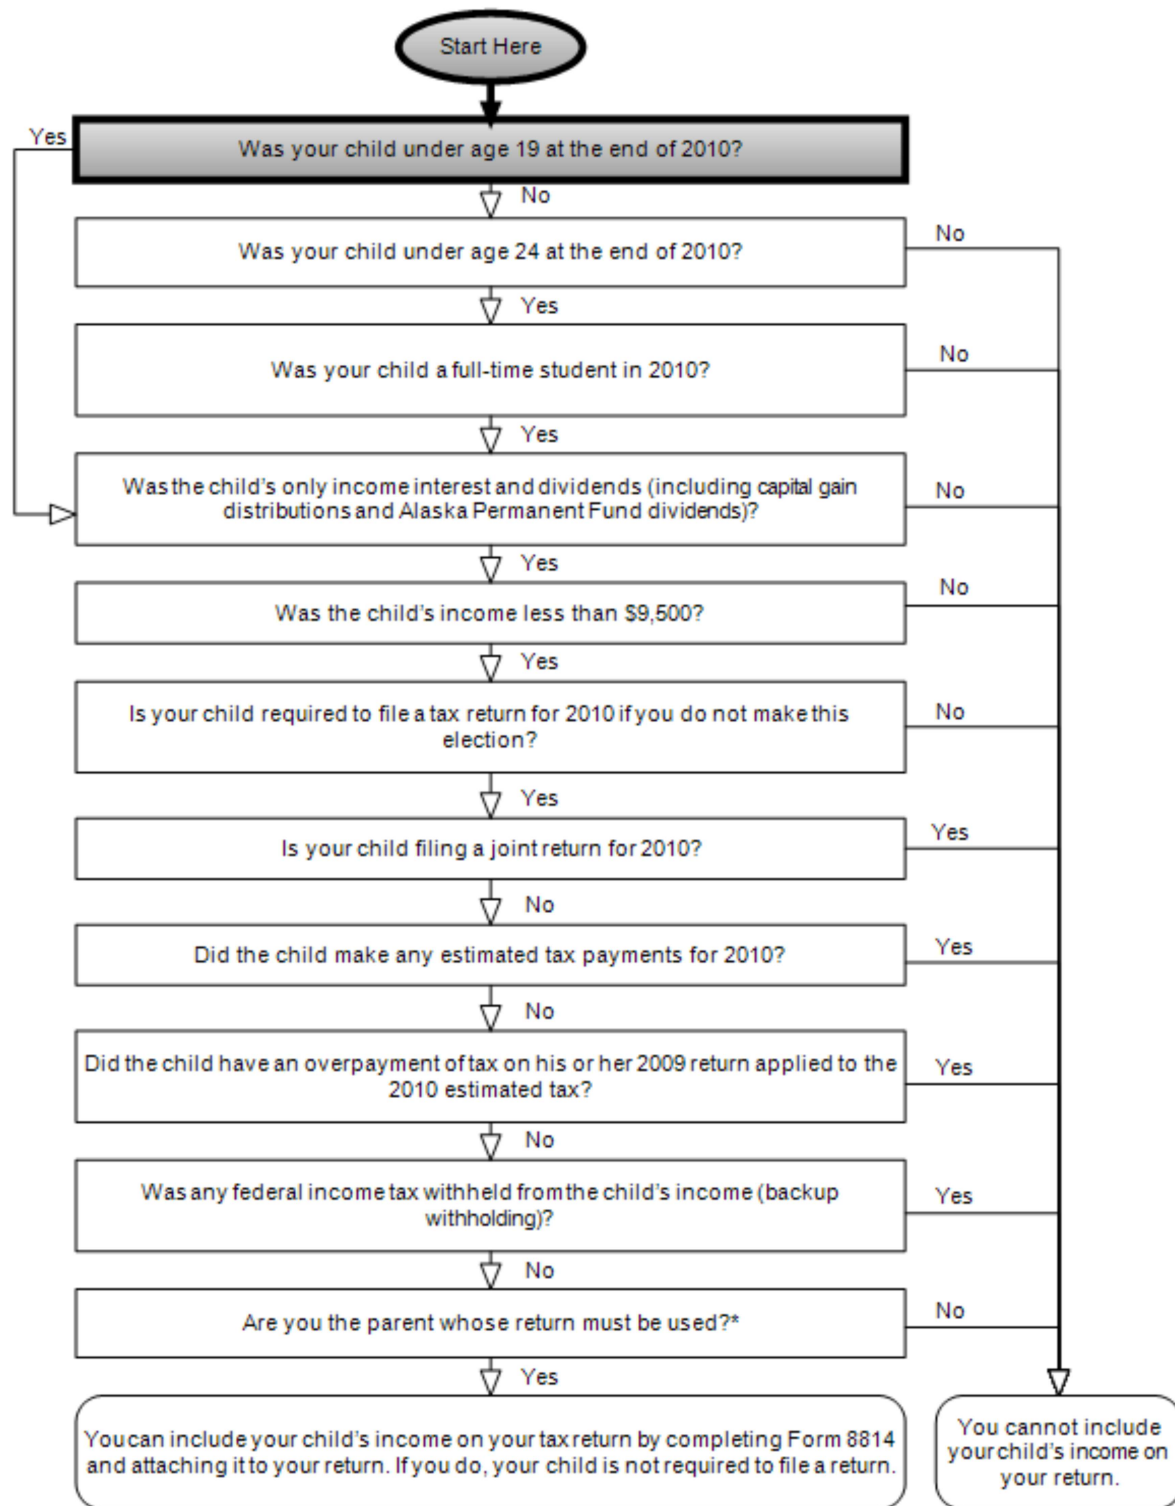 Start Here
Yes
Was your child under age 19 at the end of 2010?
No
Was your child under age 24 at the end of 2010?
No
Yes
Was your child a full-time student in 2010?
No
Yes
Was the child's only income interest and dividends (including capital gain
distributions and Alaska Permanent Fund dividends)?
No
Yes
Was the child's income less than $9,500?
No
Yes
Is your child required to file a tax return for 2010 if you do not make this
election?
No
Yes
Is your child filing a joint return for 2010?
Yes
No
Did the child make any estimated tax payments for 2010?
Yes
No
Did the child have an overpayment of tax on his or her 2009 return applied to the
2010 estimated tax?
Yes
No
Was any federal income tax withheld from the child's income (backup
withholding)?
Yes
No
Are you the parent whose return must be used?*
No
Yes
You can include your child's income on your tax return by completing Form 8814
and attaching it to your return. If you do, your child is not required to file a return.
You cannot include
your child's income on
your return.